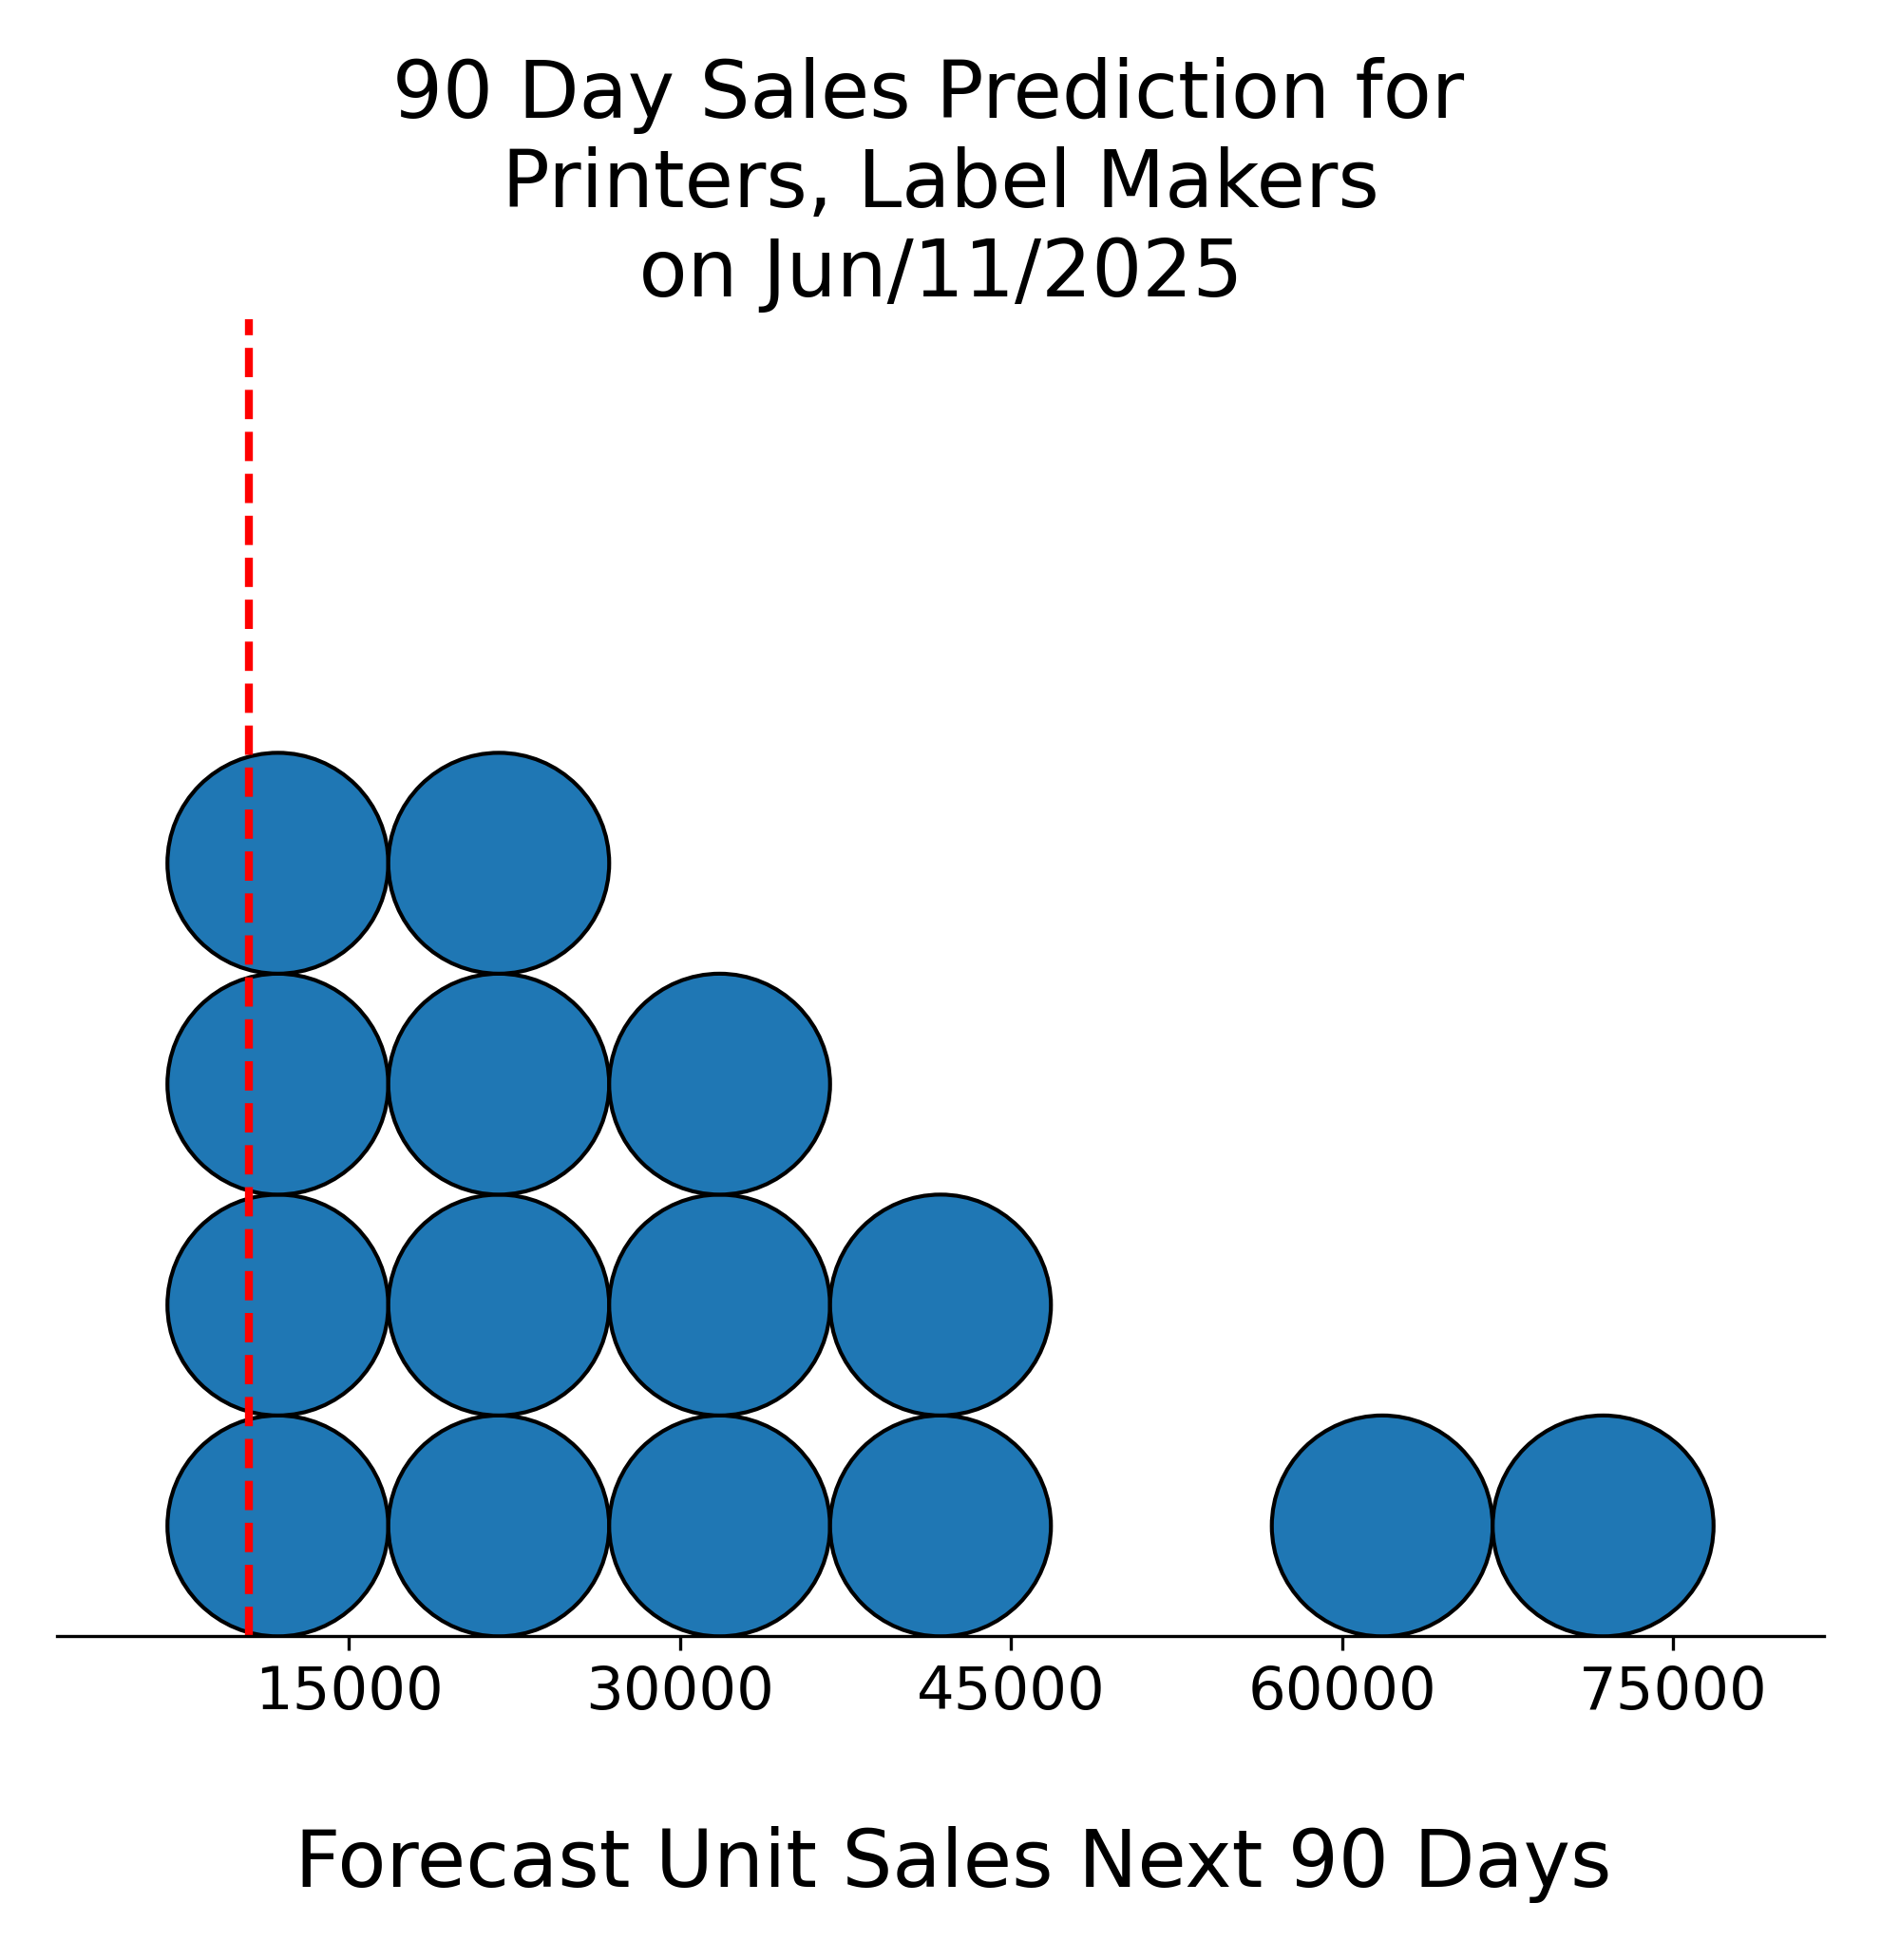 90 Day Sales Prediction for
Printers, Label Makers
on Jun/11/2025
15000 30000 45000 60000 75000
Forecast Unit Sales Next 90 Days